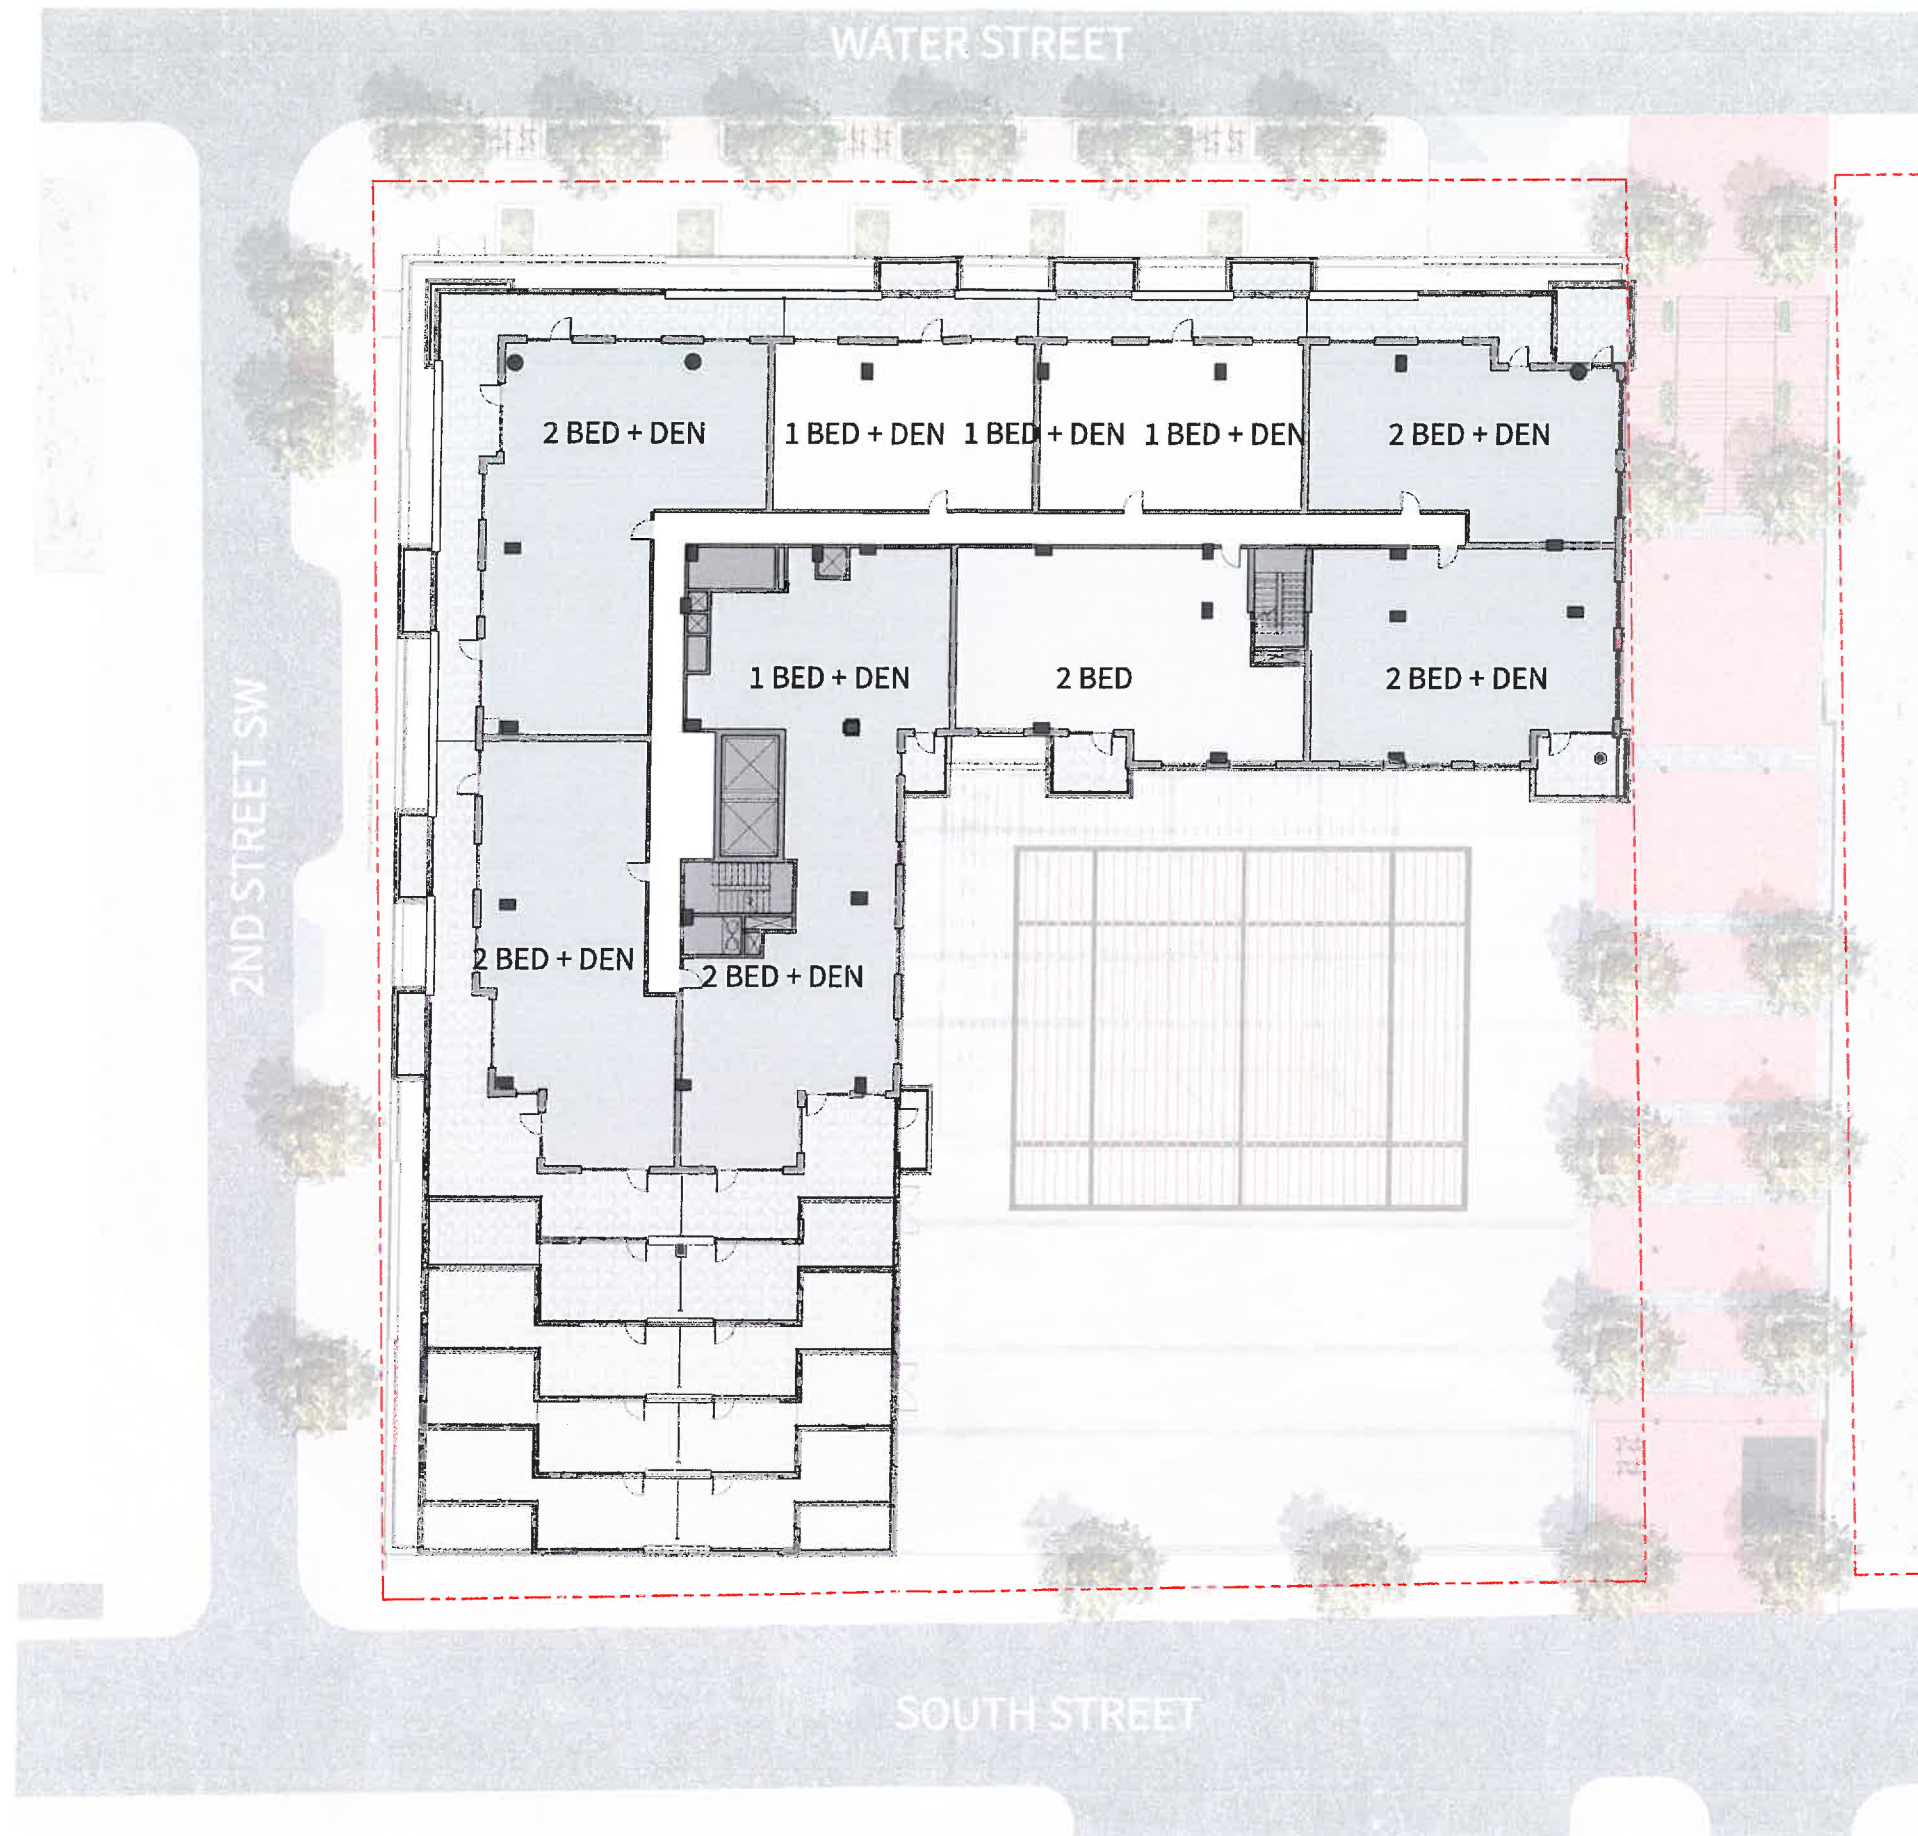 WATER STREET
2 BED + DEN
1 BED + DEN
1 BED + DEN
1 BED + DEN
2 BED + DEN
1 BED + DEN
2 BED
2 BED + DEN
2ND STREET SW
2 BED + DEN
2 BED + DEN
SOUTH STREET